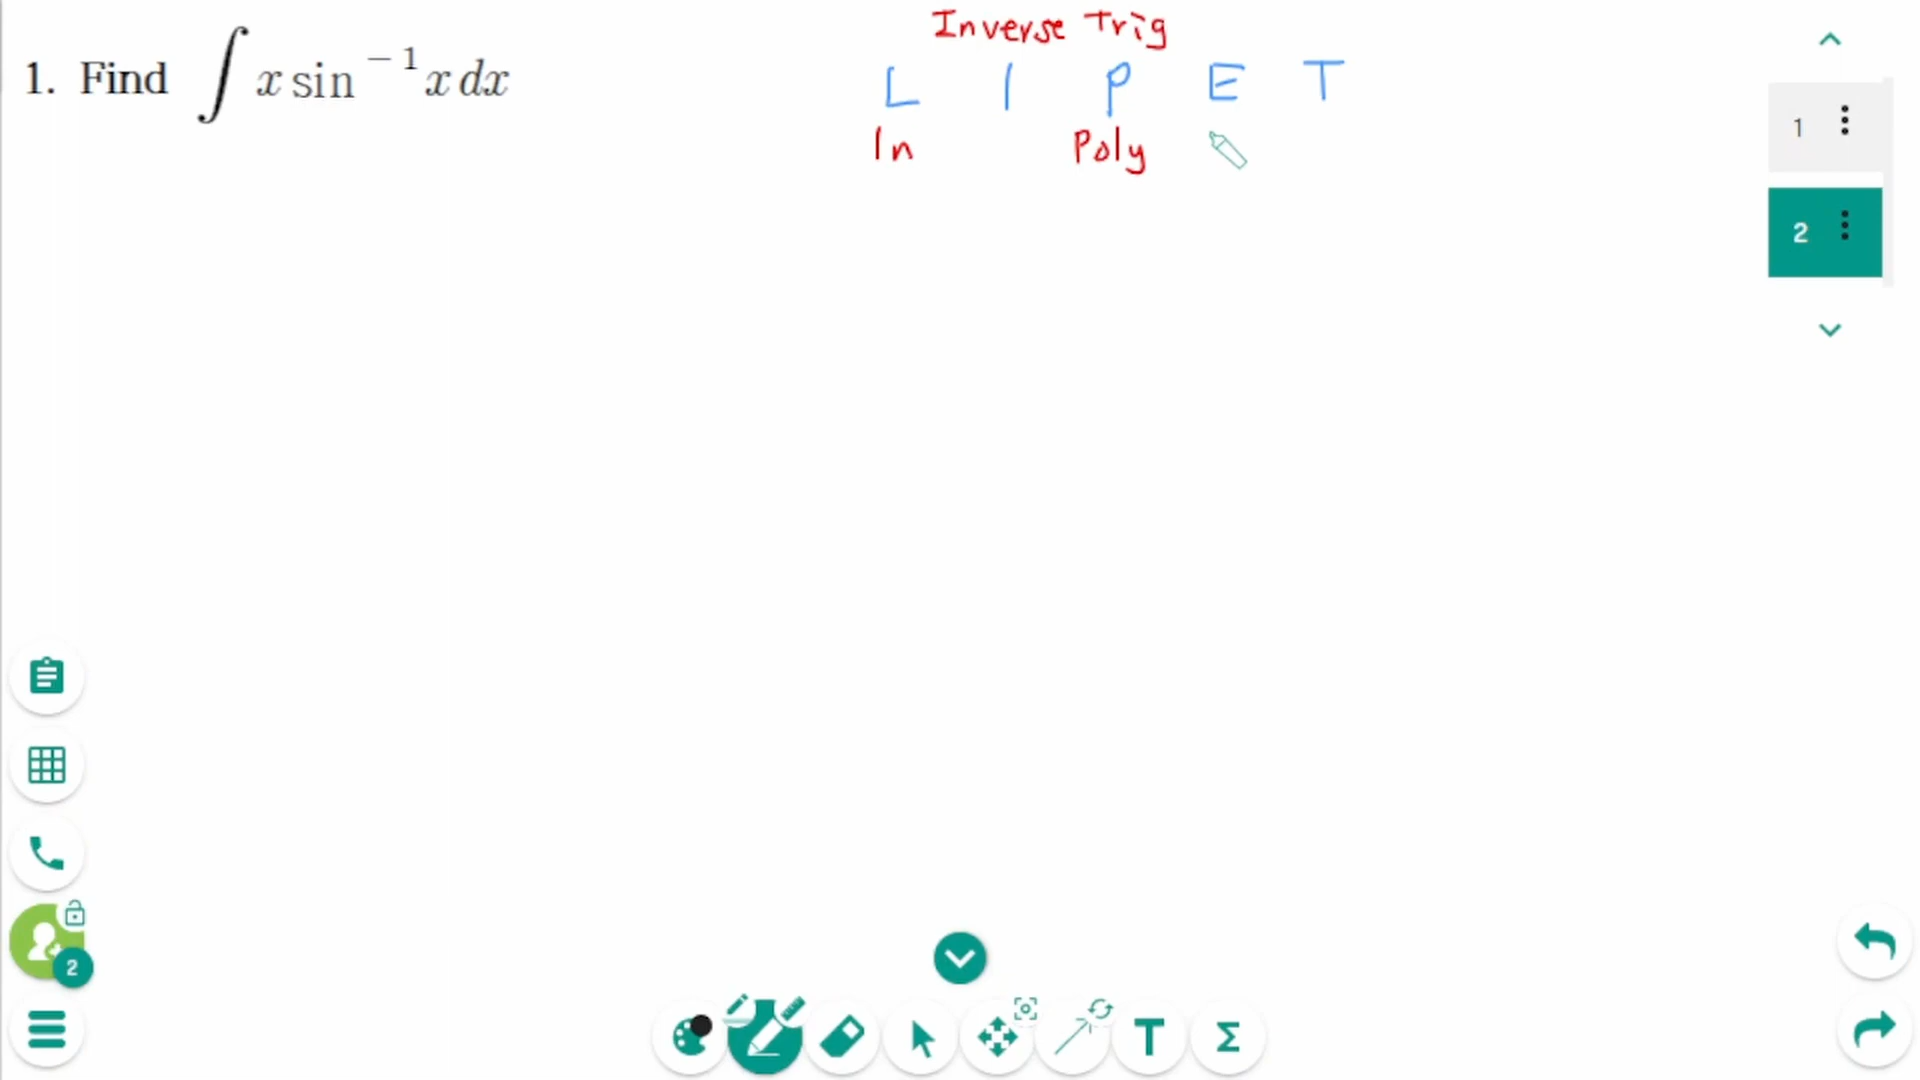 Inverse Trig
1. Find ∫ x sin⁻¹ x dx
L I P E T
ln Poly
1
2
2
T
Σ